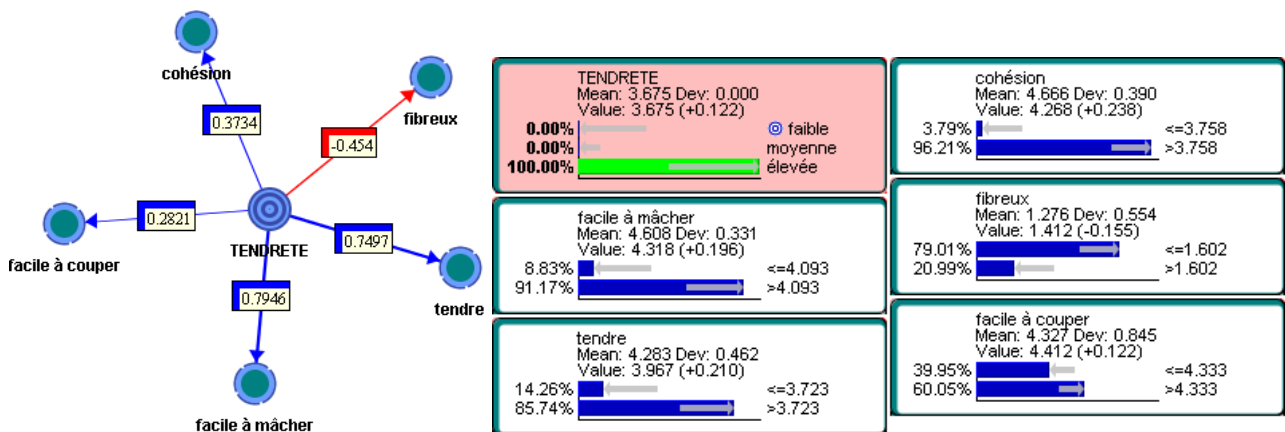 cohésion
fibreux
0.3734
-0.454
0.2821
0.7497
TENDRETE
facile à couper
tendre
0.7946
facile à mâcher
TENDRETE
Mean: 3.675 Dev: 0.000
Value: 3.675 (+0.122)
0.00% faible
0.00% moyenne
100.00% élevée
facile à mâcher
Mean: 4.608 Dev: 0.331
Value: 4.318 (+0.196)
8.83% <=4.093
91.17% >4.093
tendre
Mean: 4.283 Dev: 0.462
Value: 3.967 (+0.210)
14.26% <=3.723
85.74% >3.723
cohésion
Mean: 4.666 Dev: 0.390
Value: 4.268 (+0.238)
3.79% <=3.758
96.21% >3.758
fibreux
Mean: 1.276 Dev: 0.554
Value: 1.412 (-0.155)
79.01% <=1.602
20.99% >1.602
facile à couper
Mean: 4.327 Dev: 0.845
Value: 4.412 (+0.122)
39.95% <=4.333
60.05% >4.333